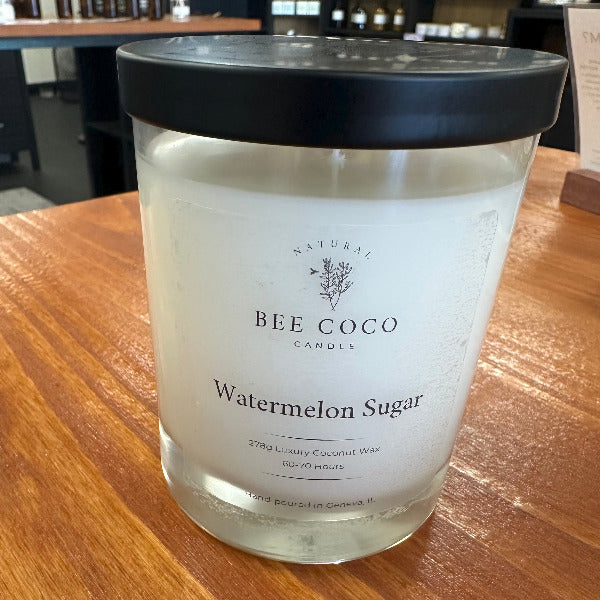 NATURAL
BEE COCO
CANDLE
Watermelon Sugar
278g Luxury Coconut Wax
60-70 Hours
Hand-poured in Geneva, IL
M?